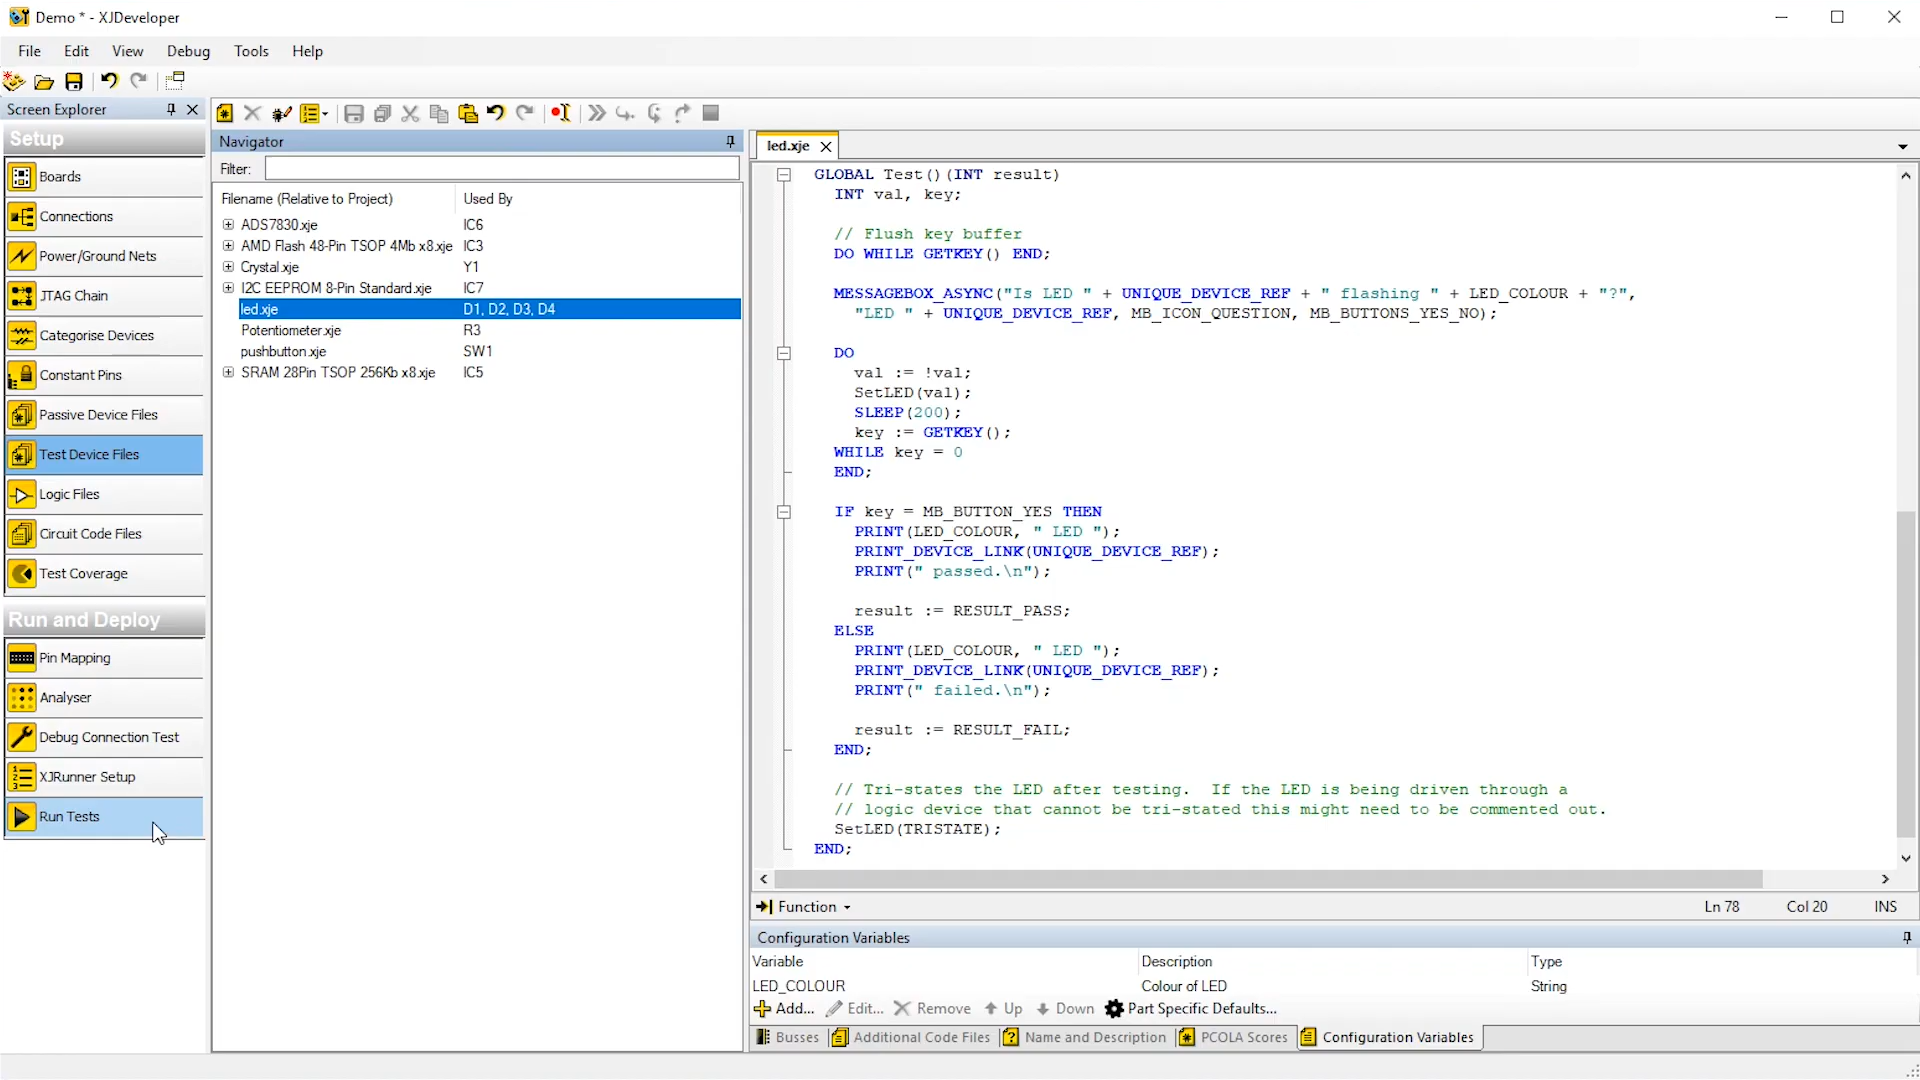 Demo * - XJDeveloper
File Edit View Debug Tools Help
Screen Explorer
Setup
Boards
Connections
Power/Ground Nets
JTAG Chain
Categorise Devices
Constant Pins
Passive Device Files
Test Device Files
Logic Files
Circuit Code Files
Test Coverage
Run and Deploy
Pin Mapping
Analyser
Debug Connection Test
XJRunner Setup
Run Tests
Navigator
Filter:
Filename (Relative to Project) Used By
ADS7830.xje IC6
AMD Flash 48-Pin TSOP 4Mb x8.xje IC3
Crystal.xje Y1
I2C EEPROM 8-Pin Standard.xje IC7
led.xje D1, D2, D3, D4
Potentiometer.xje R3
pushbutton.xje SW1
SRAM 28Pin TSOP 256Kb x8.xje IC5
led.xje
GLOBAL Test()(INT result)
INT val, key;
// Flush key buffer
DO WHILE GETKEY() END;
MESSAGEBOX_ASYNC("Is LED " + UNIQUE_DEVICE_REF + " flashing " + LED_COLOUR + "?",
"LED " + UNIQUE_DEVICE_REF, MB_ICON_QUESTION, MB_BUTTONS_YES_NO);
DO
val := !val;
SetLED(val);
SLEEP(200);
key := GETKEY();
WHILE key = 0
END;
IF key = MB_BUTTON_YES THEN
PRINT(LED_COLOUR, " LED ");
PRINT_DEVICE_LINK(UNIQUE_DEVICE_REF);
PRINT(" passed.\n");
result := RESULT_PASS;
ELSE
PRINT(LED_COLOUR, " LED ");
PRINT_DEVICE_LINK(UNIQUE_DEVICE_REF);
PRINT(" failed.\n");
result := RESULT_FAIL;
END;
// Tri-states the LED after testing.  If the LED is being driven through a
// logic device that cannot be tri-stated this might need to be commented out.
SetLED(TRISTATE);
END;
Function Ln 78 Col 20 INS
Configuration Variables
Variable Description Type
LED_COLOUR Colour of LED String
Add... Edit... Remove Up Down Part Specific Defaults...
Busses Additional Code Files Name and Description PCOLA Scores Configuration Variables